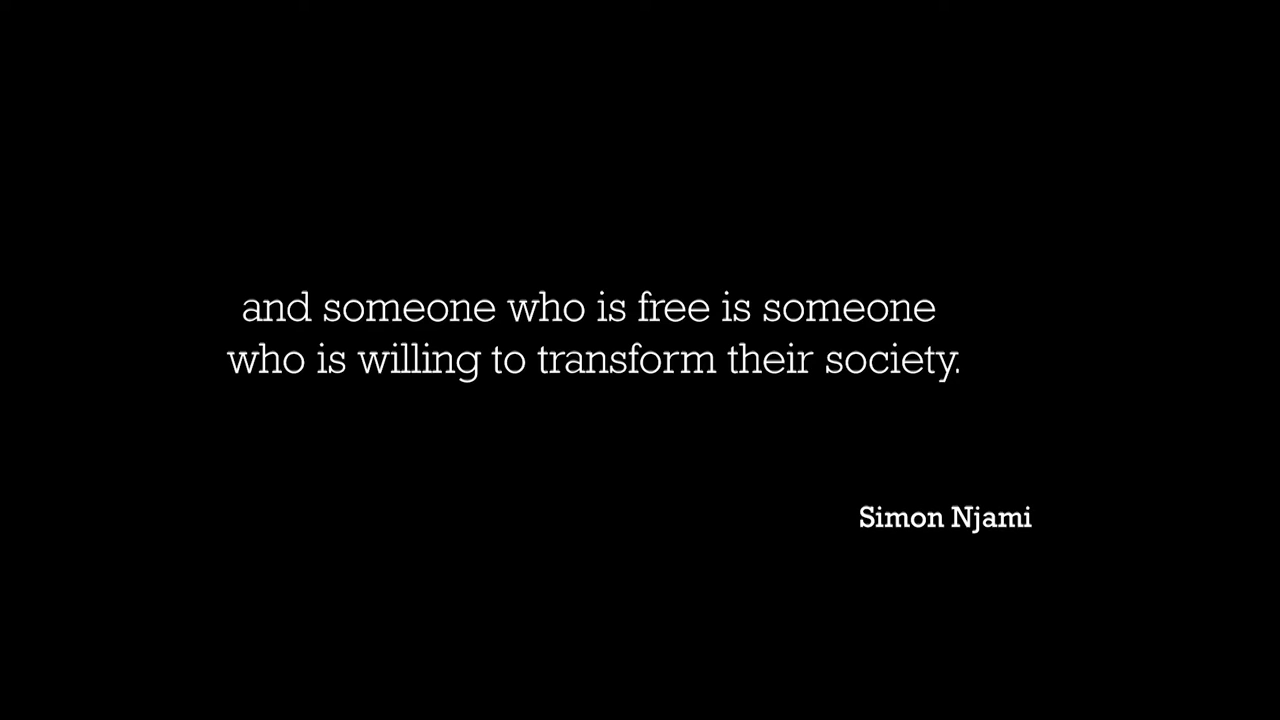 and someone who is free is someone
who is willing to transform their society.
Simon Njami